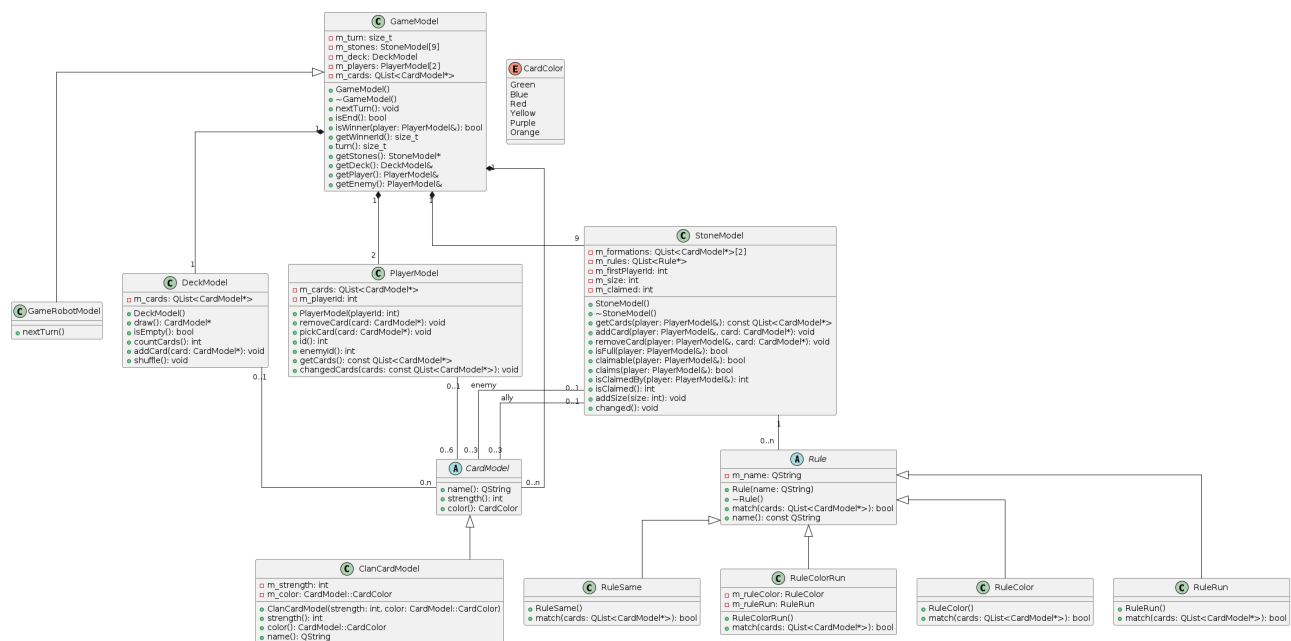 C GameModel
m_turn: size_t
m_stones: StoneModel[9]
m_deck: DeckModel
m_players: PlayerModel[2]
m_cards: QList<CardModel*>
GameModel()
~GameModel()
nextTurn(): void
isEnd(): bool
isWinner(player: PlayerModel&): bool
getWinnerId(): size_t
turn(): size_t
getStones(): StoneModel*
getDeck(): DeckModel&
getPlayer(): PlayerModel&
getEnemy(): PlayerModel&
E CardColor
Green
Blue
Red
Yellow
Purple
Orange
1
1
1
1
1
2
9
C GameRobotModel
nextTurn()
C DeckModel
m_cards: QList<CardModel*>
DeckModel()
draw(): CardModel*
isEmpty(): bool
countCards(): int
addCard(card: CardModel*): void
shuffle(): void
C PlayerModel
m_cards: QList<CardModel*>
m_playerId: int
PlayerModel(playerId: int)
removeCard(card: CardModel*): void
pickCard(card: CardModel*): void
id(): int
enemyId(): int
getCards(): const QList<CardModel*>
changedCards(cards: const QList<CardModel*>): void
C StoneModel
m_formations: QList<CardModel*>[2]
m_rules: QList<Rule*>
m_firstPlayerId: int
m_size: int
m_claimed: int
StoneModel()
~StoneModel()
getCards(player: PlayerModel&): const QList<CardModel*>
addCard(player: PlayerModel&, card: CardModel*): void
removeCard(player: PlayerModel&, card: CardModel*): void
isFull(player: PlayerModel&): bool
claimable(player: PlayerModel&): bool
claims(player: PlayerModel&): bool
isClaimedBy(player: PlayerModel&): int
isClaimed(): int
addSize(size: int): void
changed(): void
0..1
0..1
enemy
0..1
ally
0..1
0..6
0..3
0..3
0.n
0..n
1
0..n
A CardModel
name(): QString
strength(): int
color(): CardColor
A Rule
m_name: QString
Rule(name: QString)
~Rule()
match(cards: QList<CardModel*>): bool
name(): const QString
C ClanCardModel
m_strength: int
m_color: CardModel::CardColor
ClanCardModel(strength: int, color: CardModel::CardColor)
strength(): int
color(): CardModel::CardColor
name(): QString
C RuleSame
RuleSame()
match(cards: QList<CardModel*>): bool
C RuleColorRun
m_ruleColor: RuleColor
m_ruleRun: RuleRun
RuleColorRun()
match(cards: QList<CardModel*>): bool
C RuleColor
RuleColor()
match(cards: QList<CardModel*>): bool
C RuleRun
RuleRun()
match(cards: QList<CardModel*>): bool